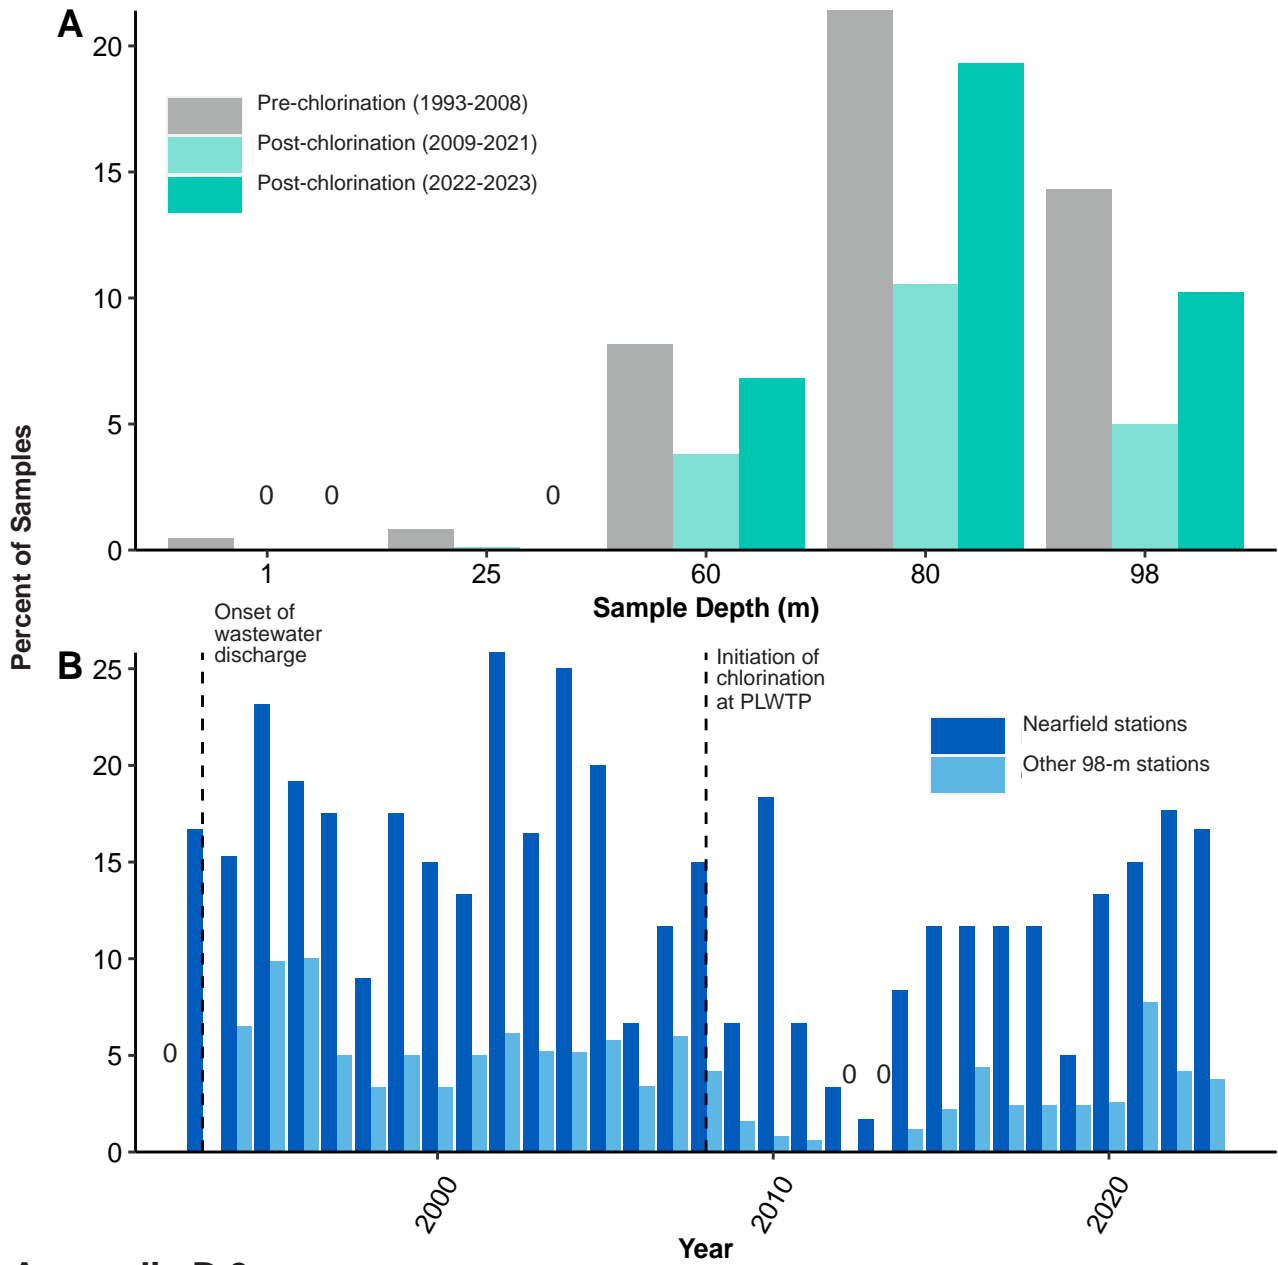 A
20
15
10
5
0
Pre-chlorination (1993-2008)
Post-chlorination (2009-2021)
Post-chlorination (2022-2023)
0 0 0
1 25 60 80 98
Sample Depth (m)
Percent of Samples
B
25
20
15
10
5
0
Onset of
wastewater
discharge
Initiation of
chlorination
at PLWTP
Nearfield stations
Other 98-m stations
0
0 0
2000 2010 2020
Year